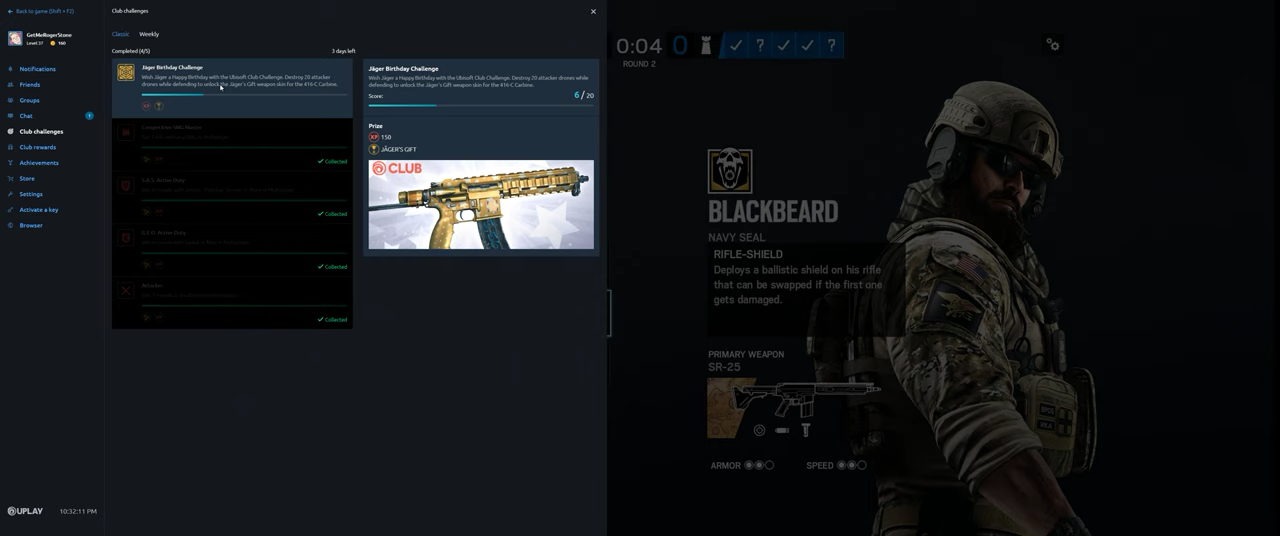 Back to game [Shift + F2]
GetMeRogerStone
Level 37 160
Notifications
Friends
Groups
Chat 1
Club challenges
Club rewards
Achievements
Store
Settings
Activate a key
Browser
UPLAY 10:32:11 PM
Club challenges
Classic Weekly
Completed (4/5) 3 days left
Jäger Birthday Challenge
Wish Jäger a Happy Birthday with the Ubisoft Club Challenge. Destroy 20 attacker
drones while defending to unlock the Jäger's Gift weapon skin for the 416-C Carbine.
XP
Collected
Collected
Collected
Attacker
Collected
Jäger Birthday Challenge
Wish Jäger a Happy Birthday with the Ubisoft Club Challenge. Destroy 20 attacker
drones while defending to unlock the Jäger's Gift weapon skin for the 416-C Carbine.
Score: 6 / 20
Prize
XP 150
JÄGER'S GIFT
CLUB
0:04 0 ? ?
ROUND 2
BLACKBEARD
NAVY SEAL
RIFLE-SHIELD
Deploys a ballistic shield on his rifle
that can be swapped if the first one
gets damaged.
PRIMARY WEAPON
SR-25
ARMOR SPEED